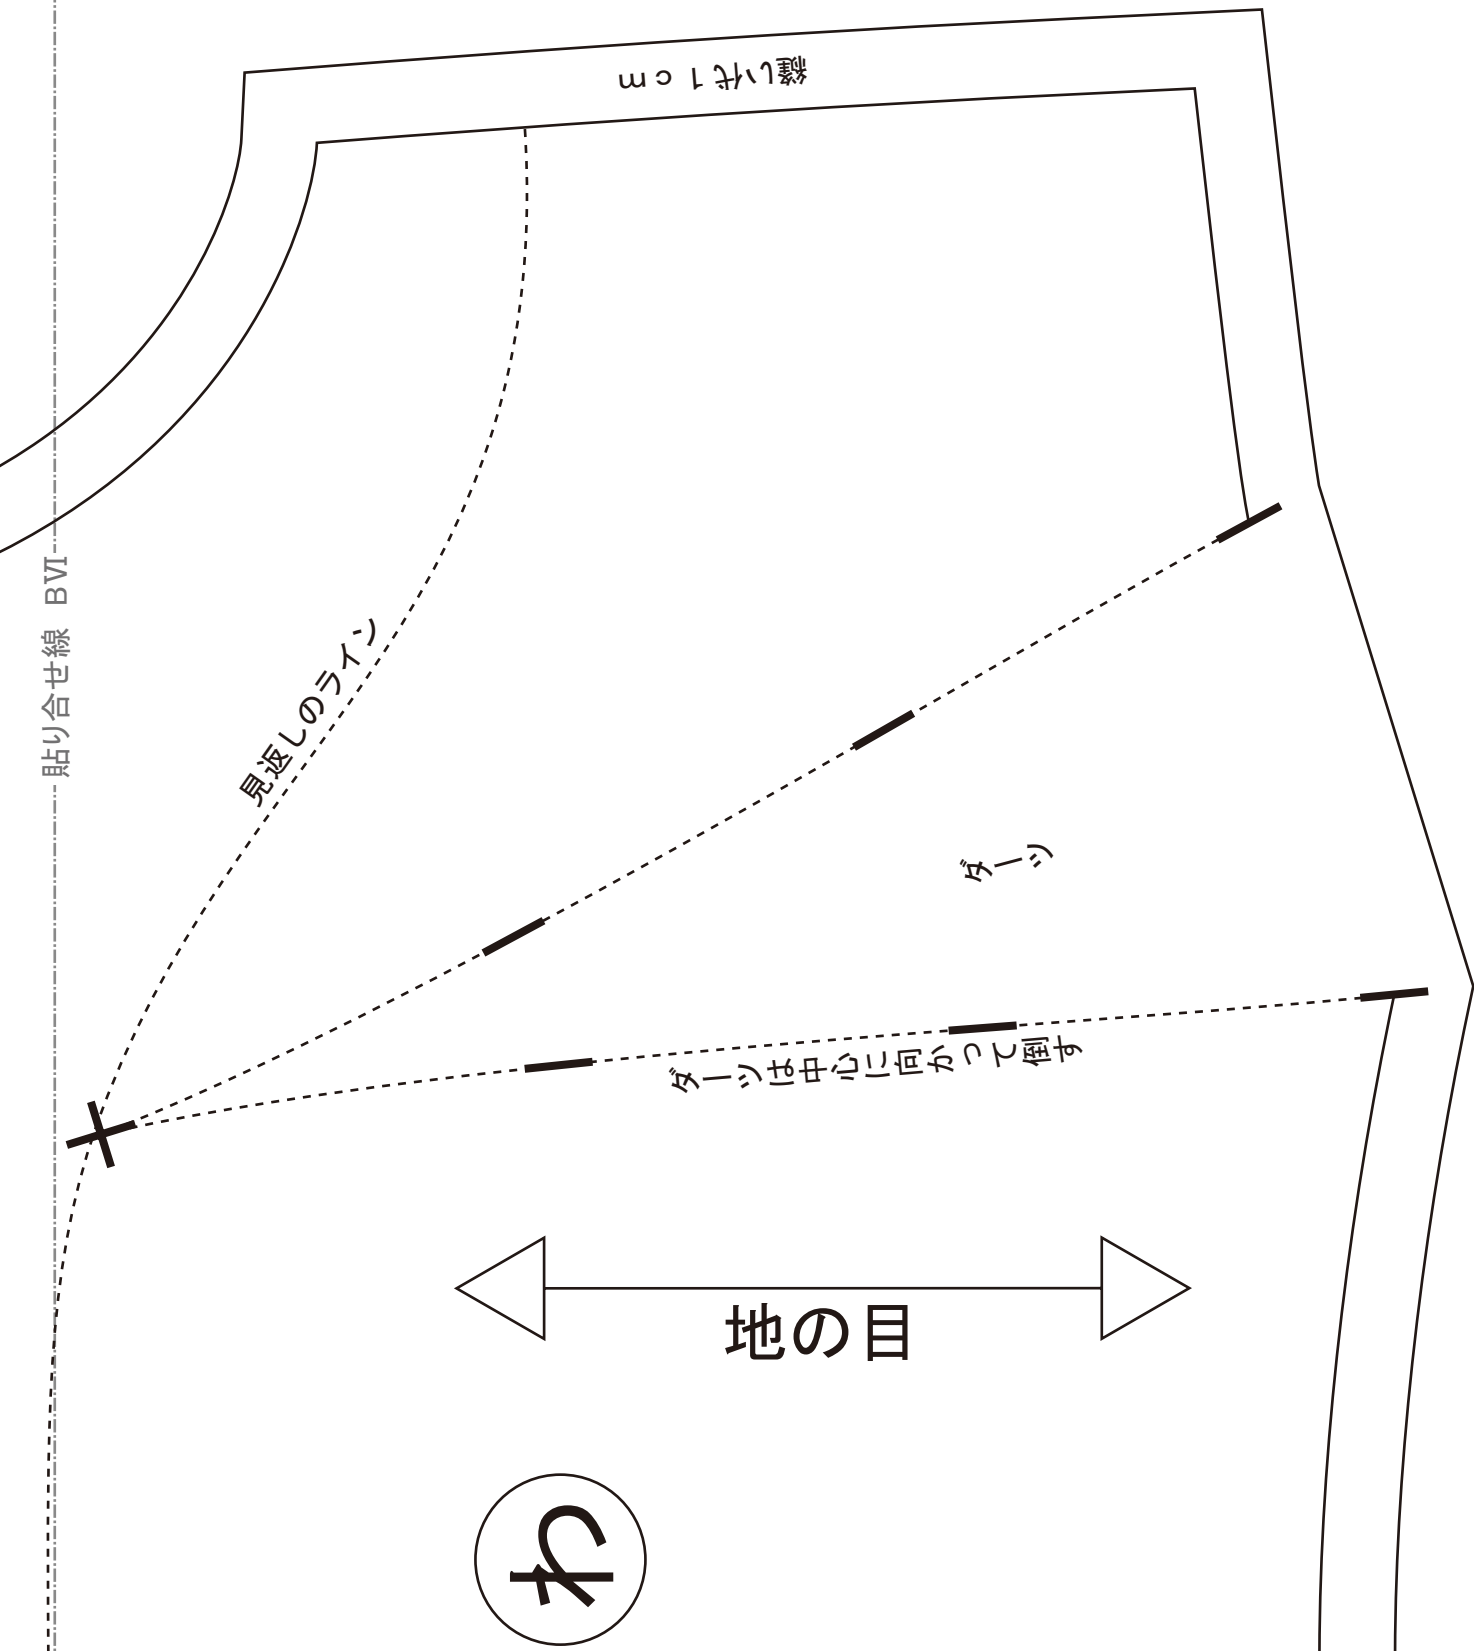 縫い代１ｃｍ
貼り合せ線 BⅥ
見返しのライン
ダーツ
ダーツは中心に向かって倒す
地の目
わ